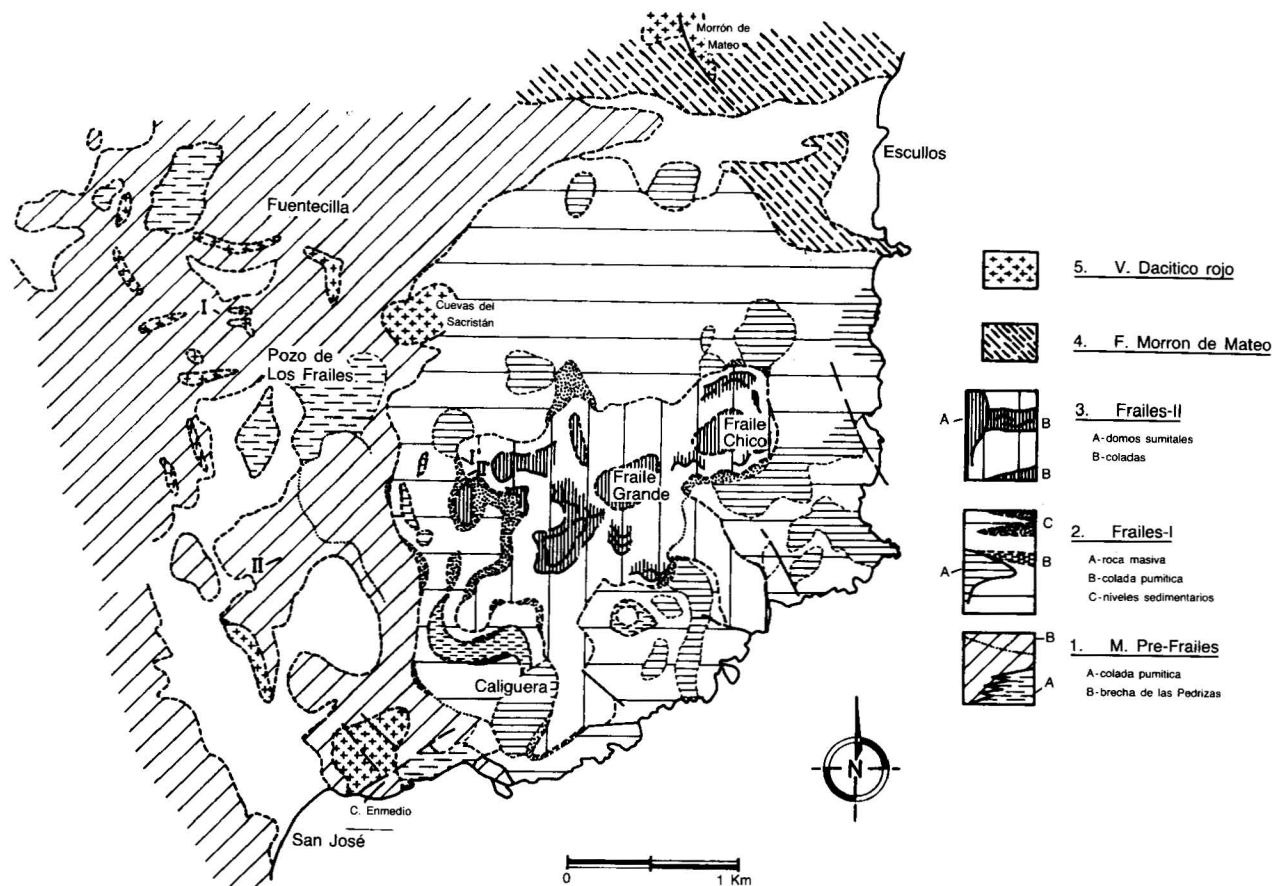 Morrón de
Mateo
Escullos
Fuentecilla
Cuevas del
Sacristán
I
Pozo de
Los Frailes
Fraile
Chico
I
II
Fraile
Grande
II
Caliguera
C. Enmedio
San José
N
0
1 Km
5. V. Dacitico rojo
4. F. Morron de Mateo
A
B
B
3. Frailes-II
A-domos sumitales
B-coladas
C
B
A
2. Frailes-I
A-roca masiva
B-colada pumitica
C-niveles sedimentarios
B
A
1. M. Pre-Frailes
A-colada pumitica
B-brecha de las Pedrizas